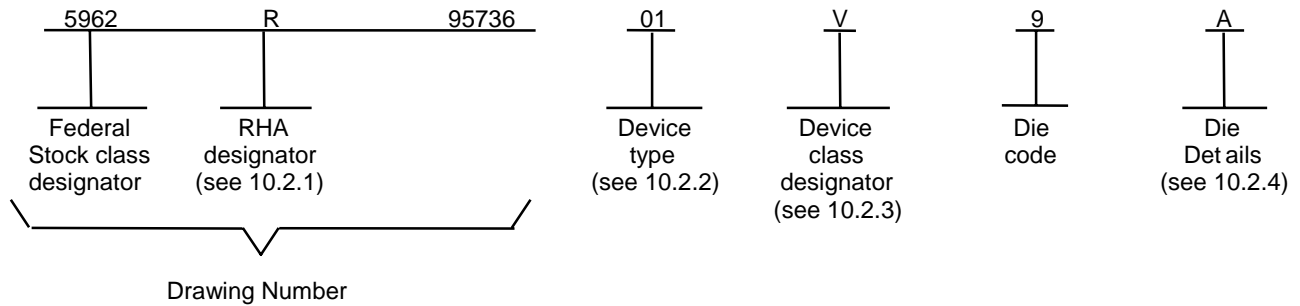 5962 R 95736 01 V 9 A
Federal
Stock class
designator
RHA
designator
(see 10.2.1)
Device
type
(see 10.2.2)
Device
class
designator
(see 10.2.3)
Die
code
Die
Det ails
(see 10.2.4)
Drawing Number